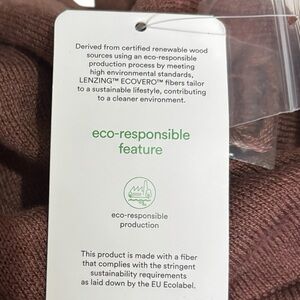 Derived from certified renewable wood
sources using an eco-responsible
production process by meeting
high environmental standards,
LENZING™ ECOVERO™ fibers tailor
to a sustainable lifestyle, contributing
to a cleaner environment.
eco-responsible
feature
eco-responsible
production
This product is made with a fiber
that complies with the stringent
sustainability requirements
as laid down by the EU Ecolabel.